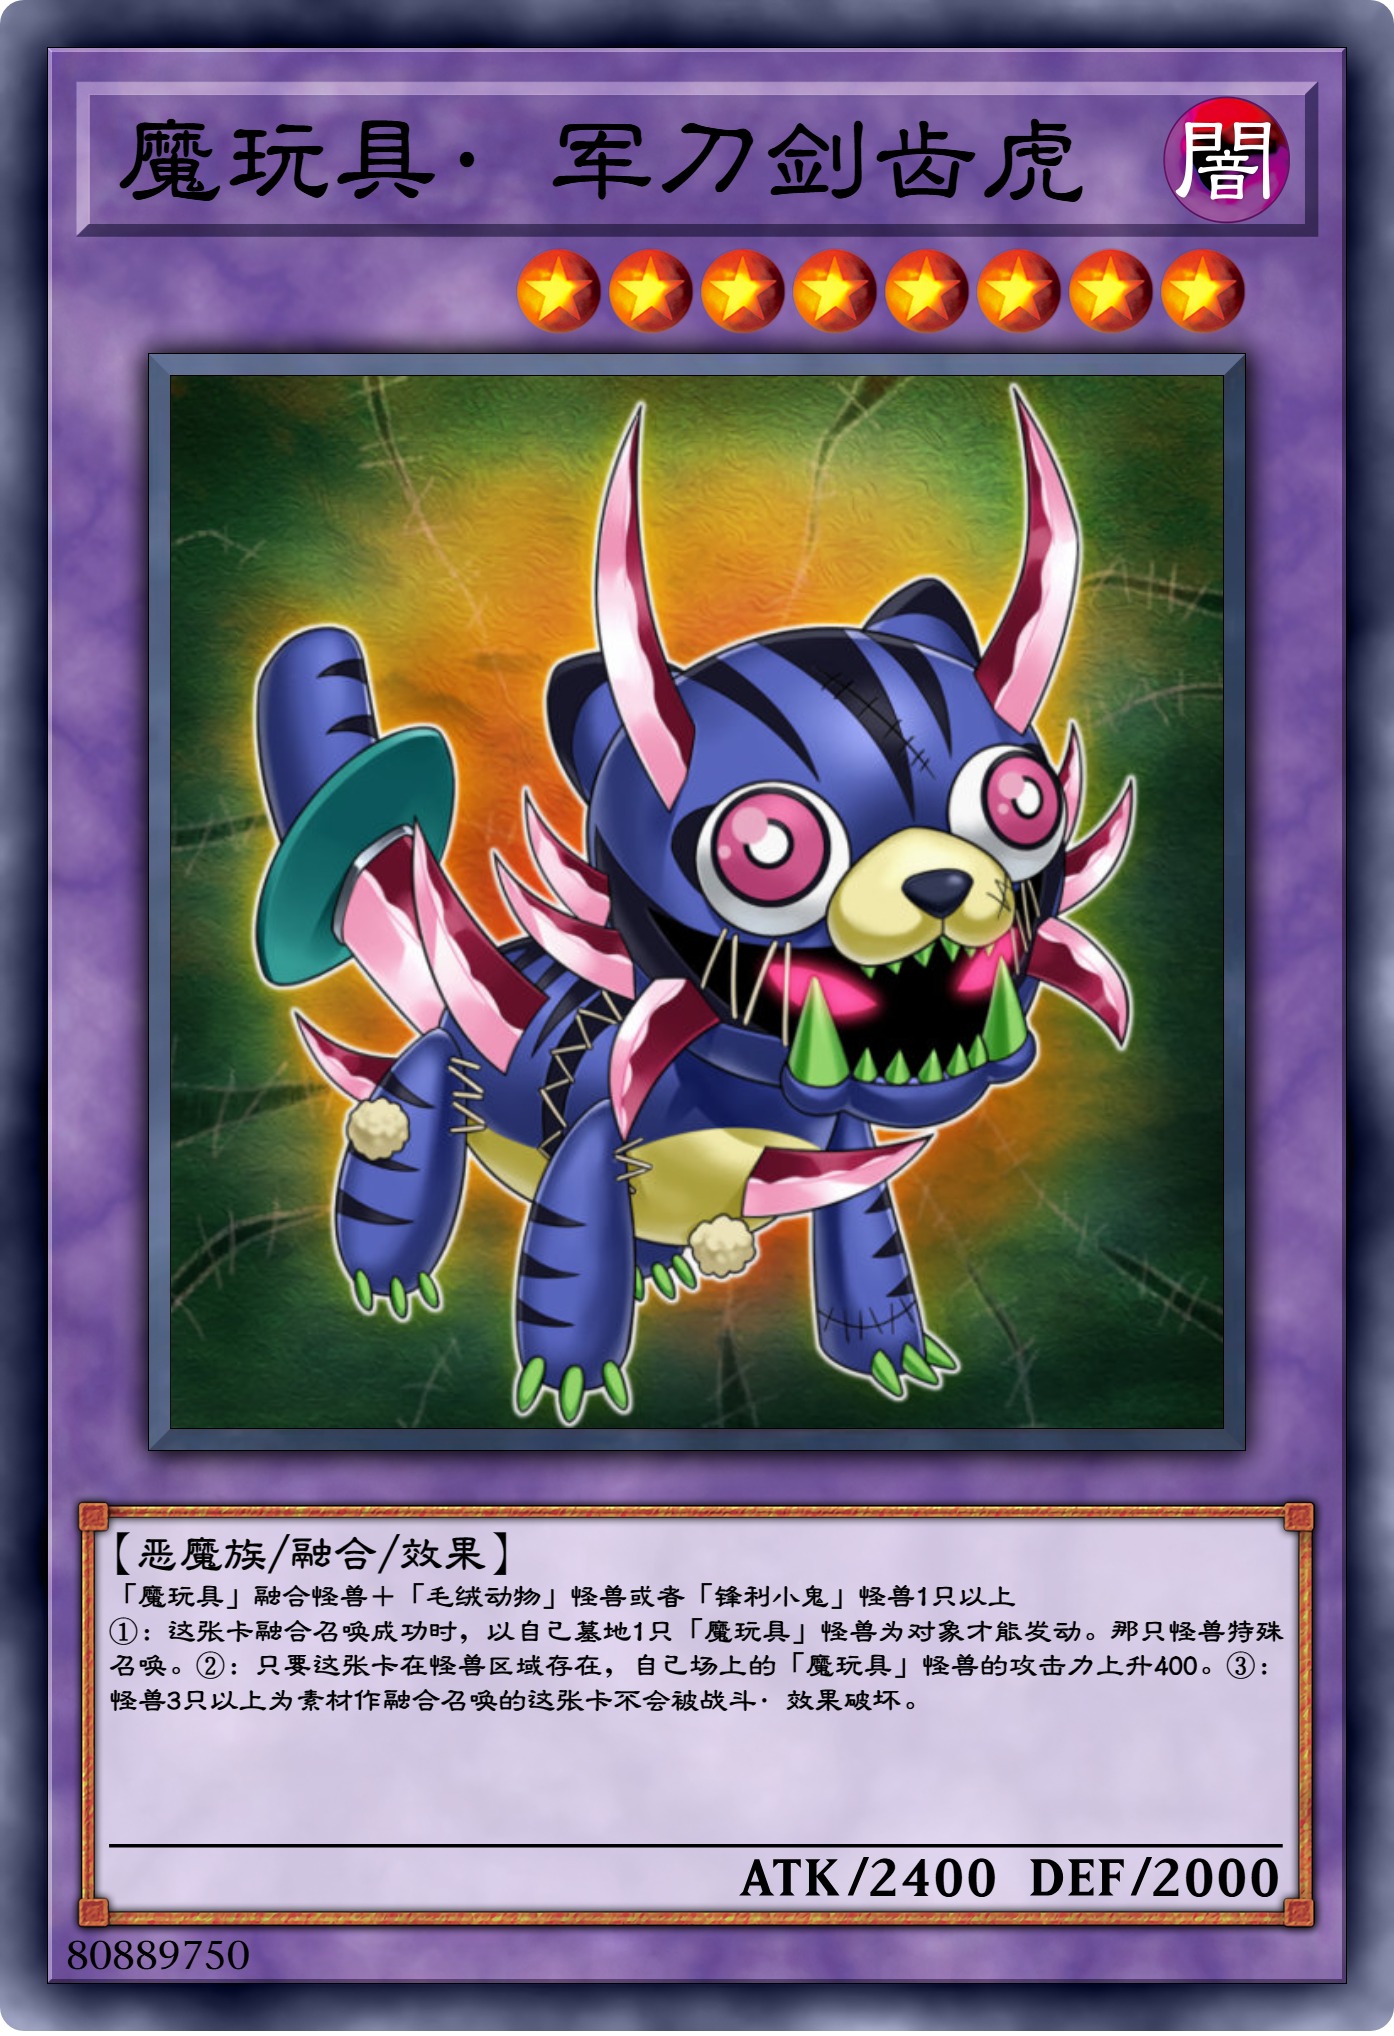 魔玩具·军刀剑齿虎
闇
【恶魔族/融合/效果】
「魔玩具」融合怪兽＋「毛绒动物」怪兽或者「锋利小鬼」怪兽1只以上
①：这张卡融合召唤成功时，以自己墓地1只「魔玩具」怪兽为对象才能发动。那只怪兽特殊
召唤。②：只要这张卡在怪兽区域存在，自己场上的「魔玩具」怪兽的攻击力上升400。③：
怪兽3只以上为素材作融合召唤的这张卡不会被战斗·效果破坏。
ATK/2400 DEF/2000
80889750